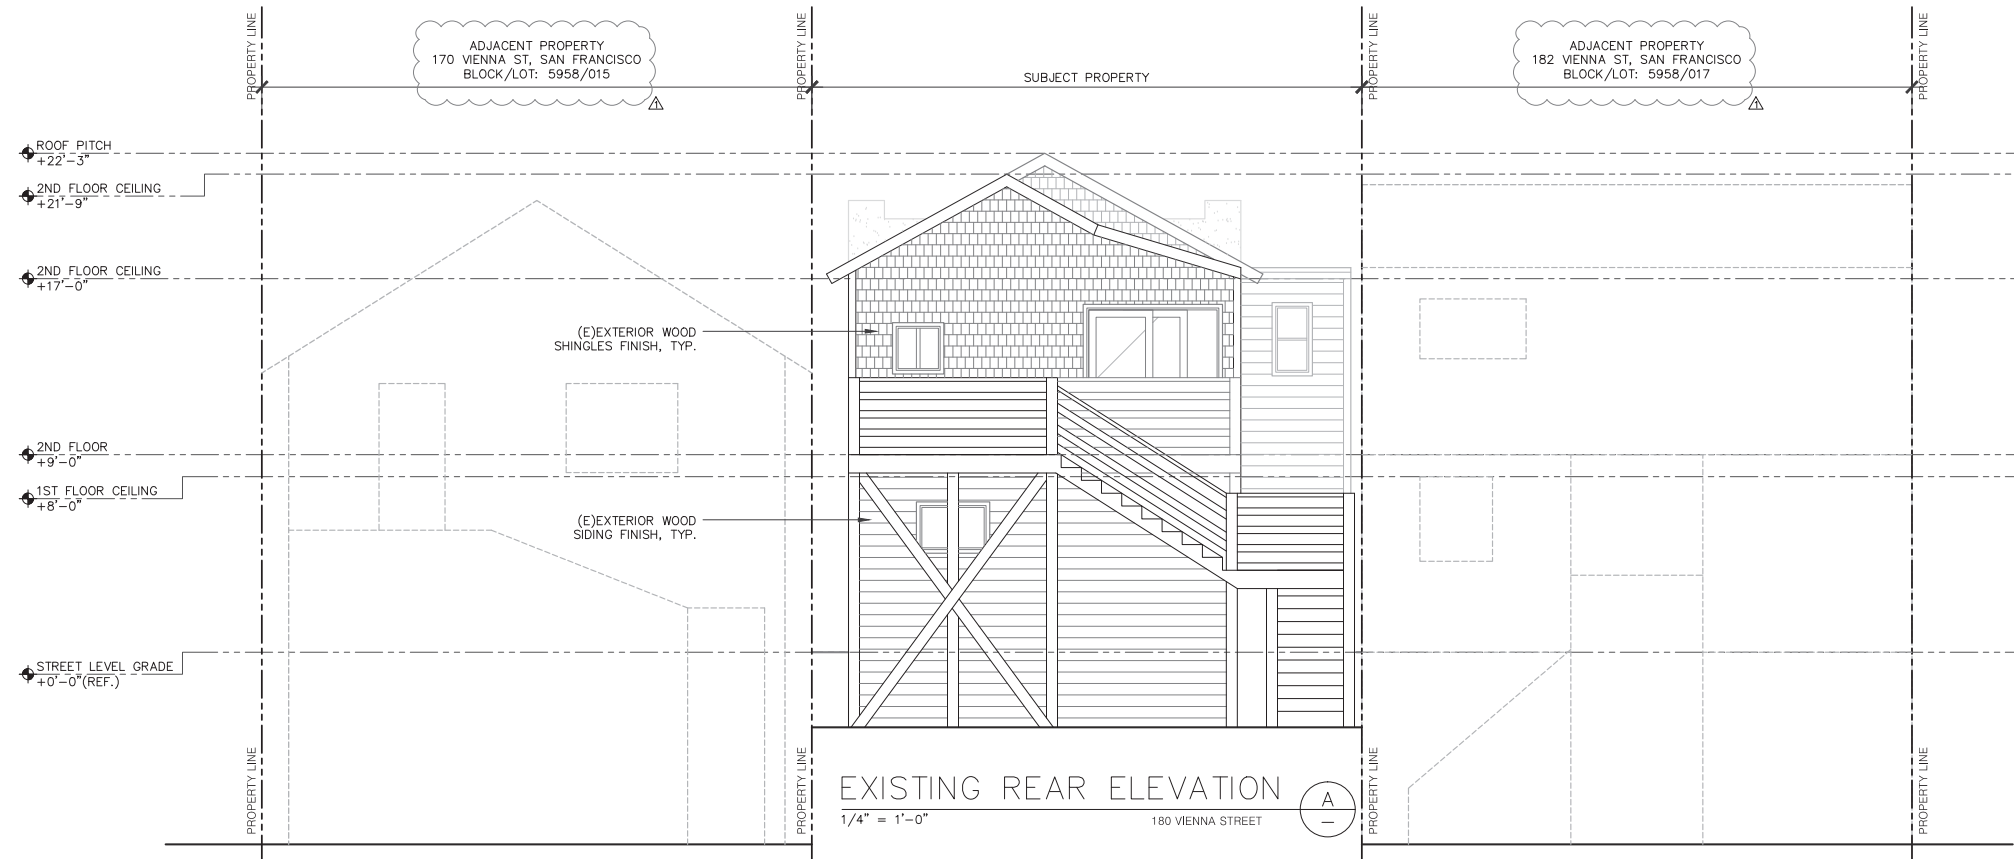 PROPERTY LINE
ADJACENT PROPERTY
170 VIENNA ST, SAN FRANCISCO
BLOCK/LOT: 5958/015
1
PROPERTY LINE
SUBJECT PROPERTY
PROPERTY LINE
ADJACENT PROPERTY
182 VIENNA ST, SAN FRANCISCO
BLOCK/LOT: 5958/017
1
PROPERTY LINE
ROOF PITCH
+22'-3"
2ND FLOOR CEILING
+21'-9"
2ND FLOOR CEILING
+17'-0"
(E)EXTERIOR WOOD
SHINGLES FINISH, TYP.
2ND FLOOR
+9'-0"
1ST FLOOR CEILING
+8'-0"
(E)EXTERIOR WOOD
SIDING FINISH, TYP.
STREET LEVEL GRADE
+0'-0"(REF.)
PROPERTY LINE
PROPERTY LINE
EXISTING REAR ELEVATION
1/4" = 1'-0"
180 VIENNA STREET
A
–
PROPERTY LINE
PROPERTY LINE